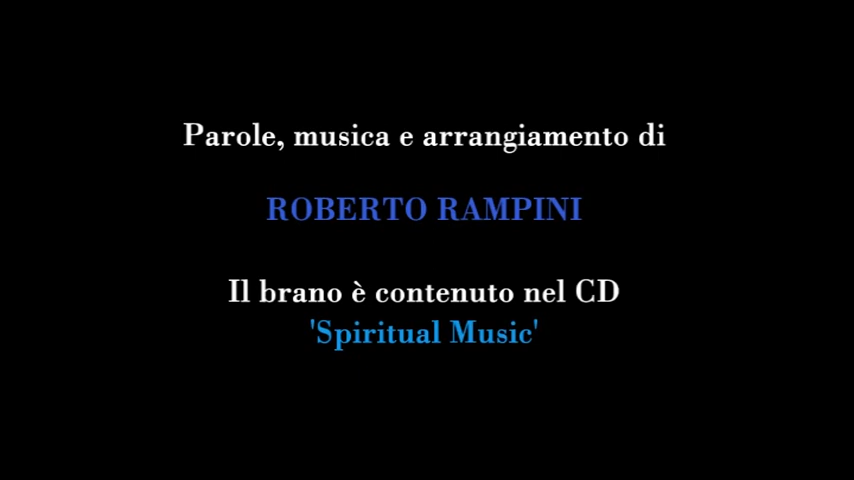 Parole, musica e arrangiamento di
ROBERTO RAMPINI
Il brano è contenuto nel CD
'Spiritual Music'